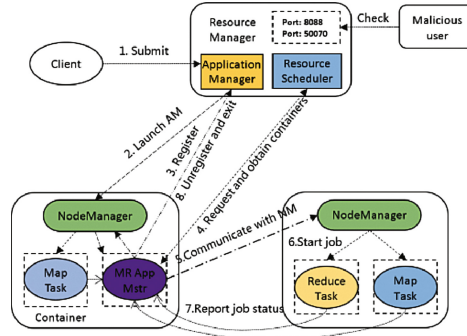 Resource
Manager
Port: 8088
Port: 50070
Check
Malicious
user
Client
1. Submit
Application
Manager
Resource
Scheduler
2. Launch AM
3. Register
8. Unregister and exit
4. Request and obtain containers
NodeManager
5.Communicate with NM
NodeManager
6.Start job
Map
Task
MR App
Mstr
Reduce
Task
Map
Task
Container
7.Report job status